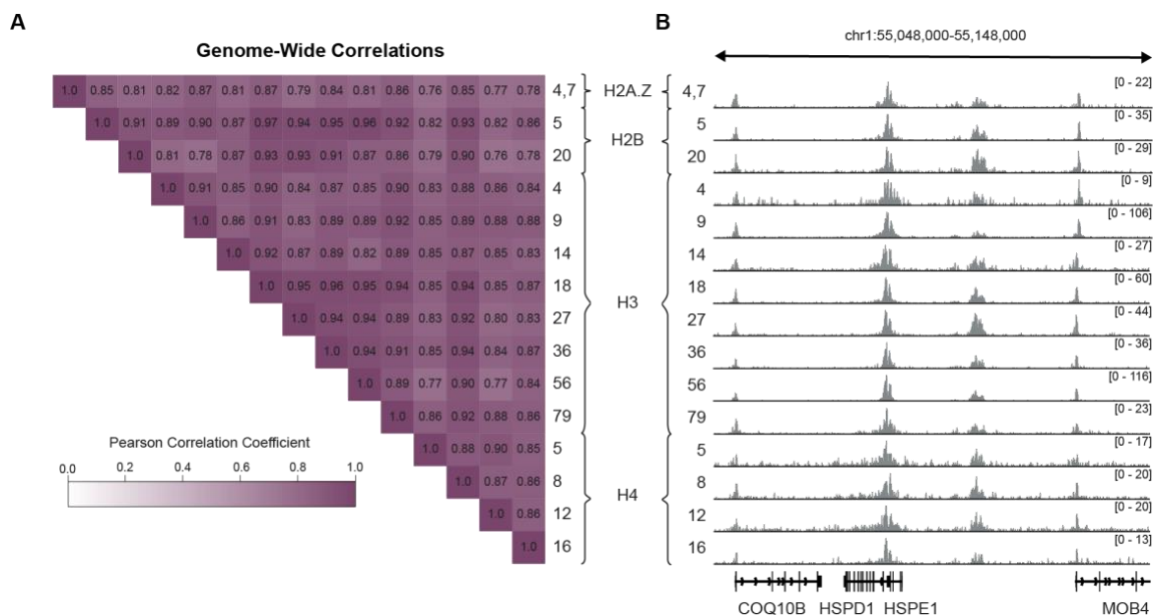 A
Genome-Wide Correlations
1.0 0.85 0.81 0.82 0.87 0.81 0.87 0.79 0.84 0.81 0.86 0.76 0.85 0.77 0.78 4,7
1.0 0.91 0.89 0.90 0.87 0.97 0.94 0.95 0.96 0.92 0.82 0.93 0.82 0.86 5
1.0 0.81 0.78 0.87 0.93 0.93 0.91 0.87 0.86 0.79 0.90 0.76 0.78 20
1.0 0.91 0.85 0.90 0.84 0.87 0.85 0.90 0.83 0.88 0.86 0.84 4
1.0 0.86 0.91 0.83 0.89 0.89 0.92 0.85 0.89 0.88 0.88 9
1.0 0.92 0.87 0.89 0.82 0.89 0.85 0.87 0.85 0.83 14
1.0 0.95 0.96 0.95 0.94 0.85 0.94 0.85 0.87 18
1.0 0.94 0.94 0.89 0.83 0.92 0.80 0.83 27
1.0 0.94 0.91 0.85 0.94 0.84 0.87 36
1.0 0.89 0.77 0.90 0.77 0.84 56
1.0 0.86 0.92 0.88 0.86 79
1.0 0.88 0.90 0.85 5
1.0 0.87 0.86 8
1.0 0.86 12
1.0 16
Pearson Correlation Coefficient
0.0 0.2 0.4 0.6 0.8 1.0
H2A.Z
H2B
H3
H4
B
chr1:55,048,000-55,148,000
4,7 [0 - 22]
5 [0 - 35]
20 [0 - 29]
4 [0 - 9]
9 [0 - 106]
14 [0 - 27]
18 [0 - 60]
27 [0 - 44]
36 [0 - 36]
56 [0 - 116]
79 [0 - 23]
5 [0 - 17]
8 [0 - 20]
12 [0 - 20]
16 [0 - 13]
COQ10B HSPD1 HSPE1 MOB4